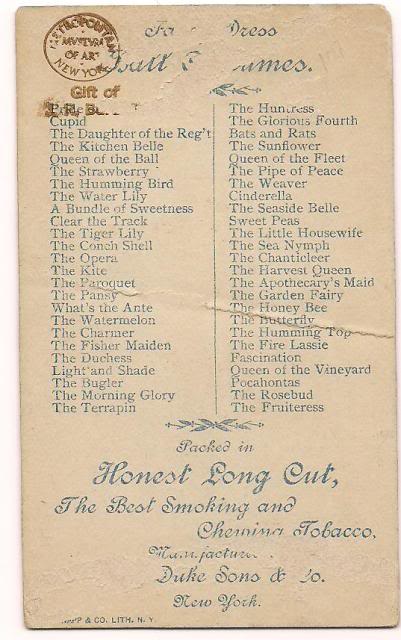 METROPOLITAN
MUSEUM
OF ART
NEW YORK
Gift of
Dress
Ball
Cupid
The Daughter of the Reg't
The Kitchen Belle
Queen of the Ball
The Strawberry
The Humming Bird
The Water Lily
A Bundle of Sweetness
Clear the Track
The Tiger Lily
The Conch Shell
The Opera
The Kite
The Paroquet
The Pansy
What's the Ante
The Watermelon
The Charmer
The Fisher Maiden
The Duchess
Light and Shade
The Bugler
The Morning Glory
The Terrapin
The Huntress
The Glorious Fourth
Bats and Rats
The Sunflower
Queen of the Fleet
The Pipe of Peace
The Weaver
Cinderella
The Seaside Belle
Sweet Peas
The Little Housewife
The Sea Nymph
The Chanticleer
The Harvest Queen
The Apothecary's Maid
The Garden Fairy
The Honey Bee
The Butterfly
The Humming Top
The Fire Lassie
Fascination
Queen of the Vineyard
Pocahontas
The Rosebud
The Fruiteress
Packed in
Honest Long Cut,
The Best Smoking and
Chewing Tobacco,
Duke Sons & Co.
New York.
& CO. LITH. N. Y.